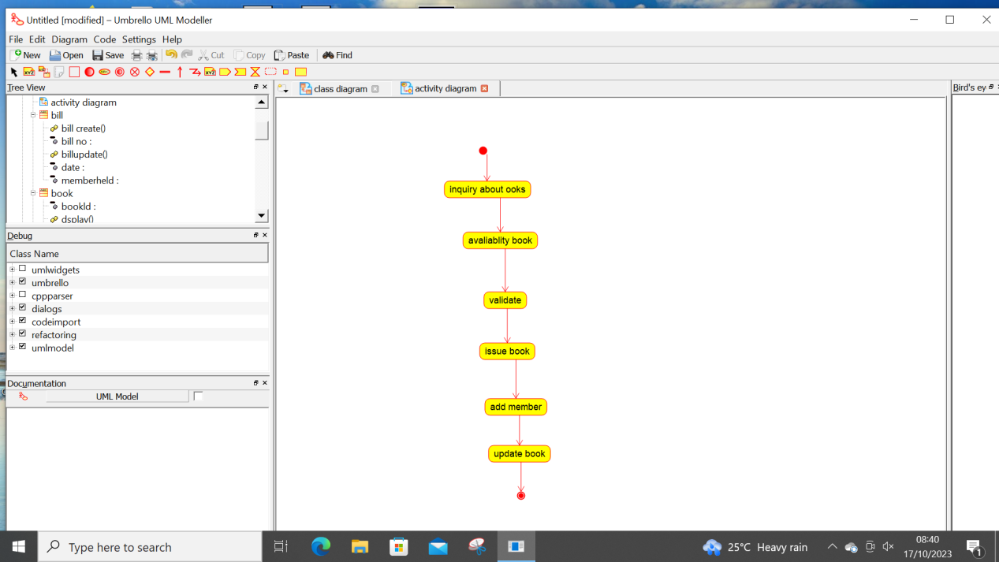 Untitled [modified] – Umbrello UML Modeller
File Edit Diagram Code Settings Help
New Open Save Cut Copy Paste Find
XYZ ABC XYZ
Tree View
activity diagram
bill
bill create()
bill no :
billupdate()
date :
memberheld :
book
bookId :
dsplay()
Debug
Class Name
umlwidgets
umbrello
cppparser
dialogs
codeimport
refactoring
umlmodel
Documentation
UML Model
class diagram activity diagram
inquiry about ooks
avaliablity book
validate
issue book
add member
update book
Bird's ey
Type here to search
25°C Heavy rain
08:40
17/10/2023
1